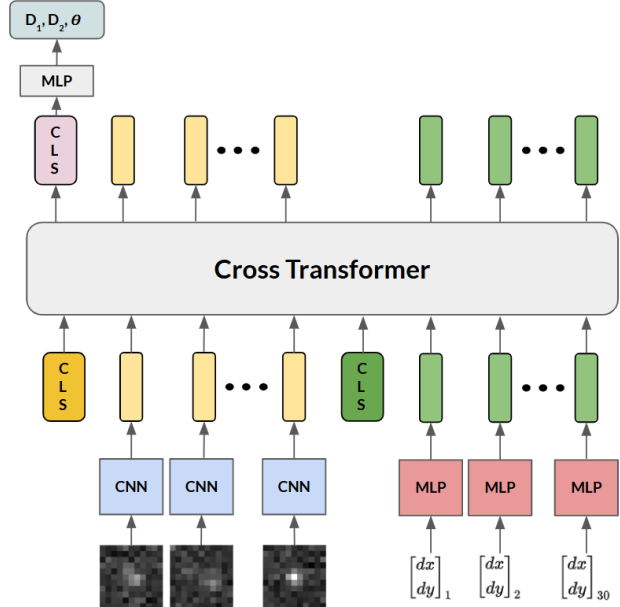 D₁, D₂, θ
MLP
C
L
S
Cross Transformer
C
L
S
C
L
S
CNN
CNN
CNN
MLP
MLP
MLP
[dx dy]₁
[dx dy]₂
[dx dy]₃₀